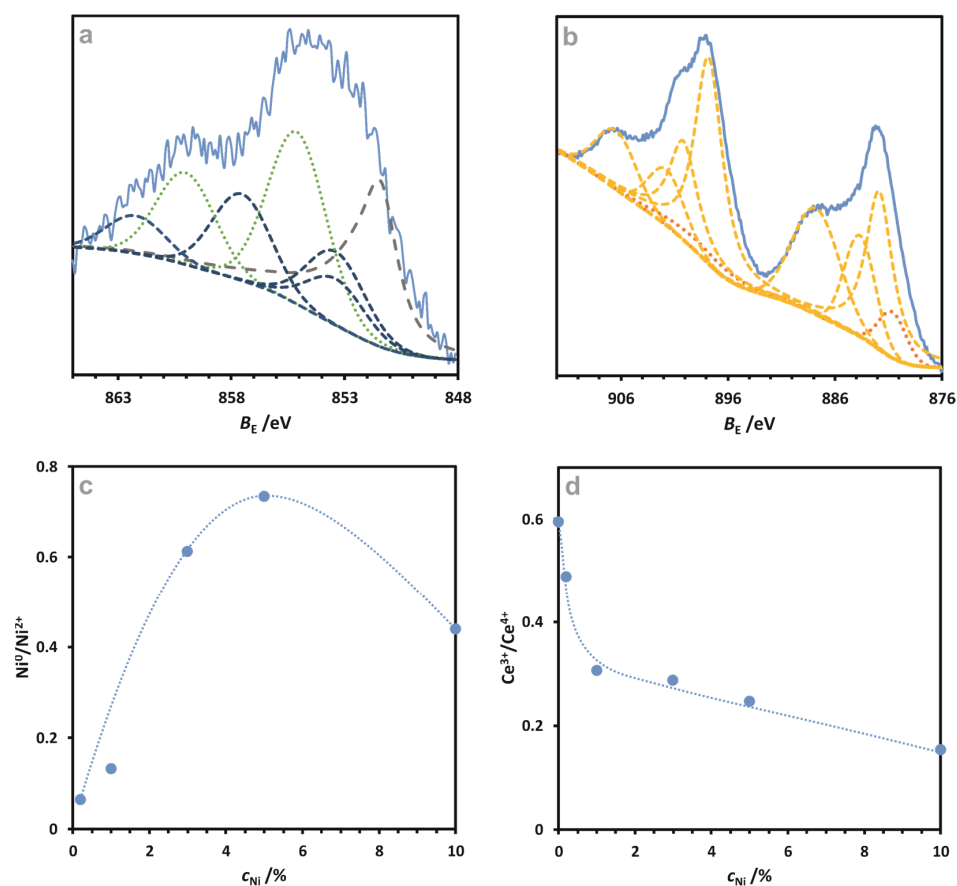 a
863 858 853 848
B_E /eV
b
906 896 886 876
B_E /eV
c
0.8
0.6
0.4
0.2
0
Ni⁰/Ni²⁺
0 2 4 6 8 10
c_Ni /%
d
0.6
0.4
0.2
0
Ce³⁺/Ce⁴⁺
0 2 4 6 8 10
c_Ni /%